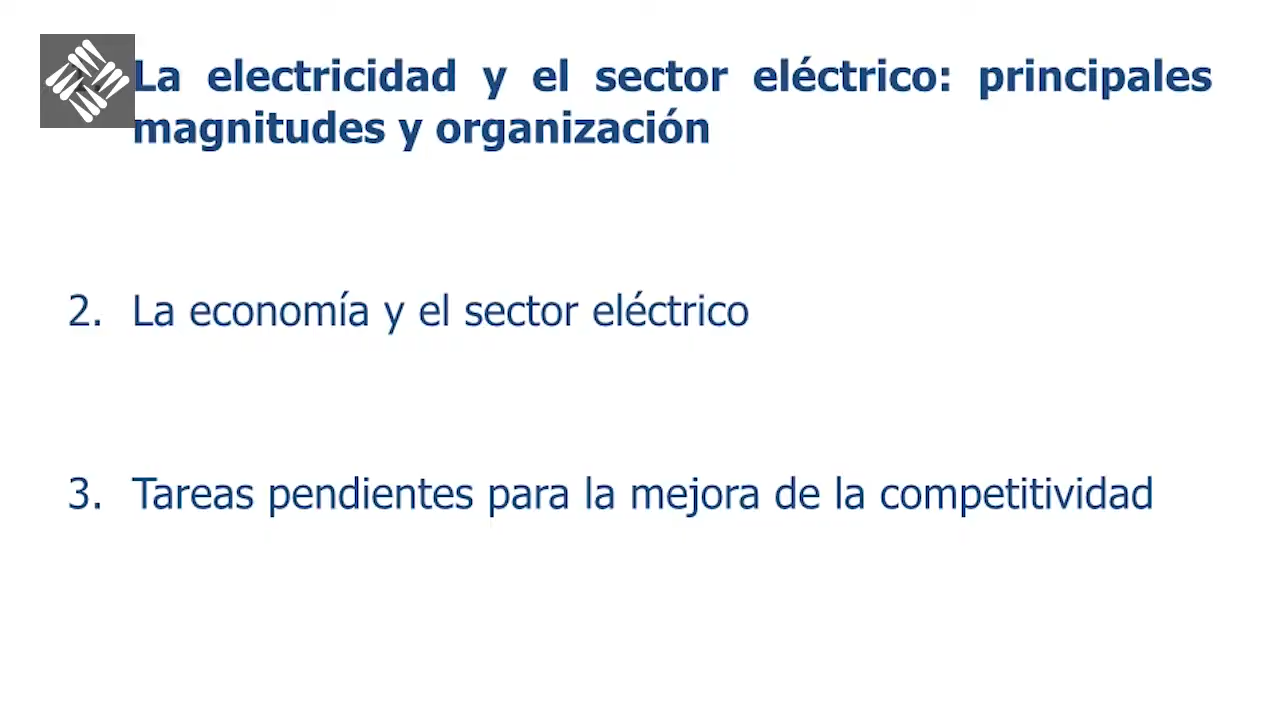 La electricidad y el sector eléctrico: principales
magnitudes y organización
2. La economía y el sector eléctrico
3. Tareas pendientes para la mejora de la competitividad